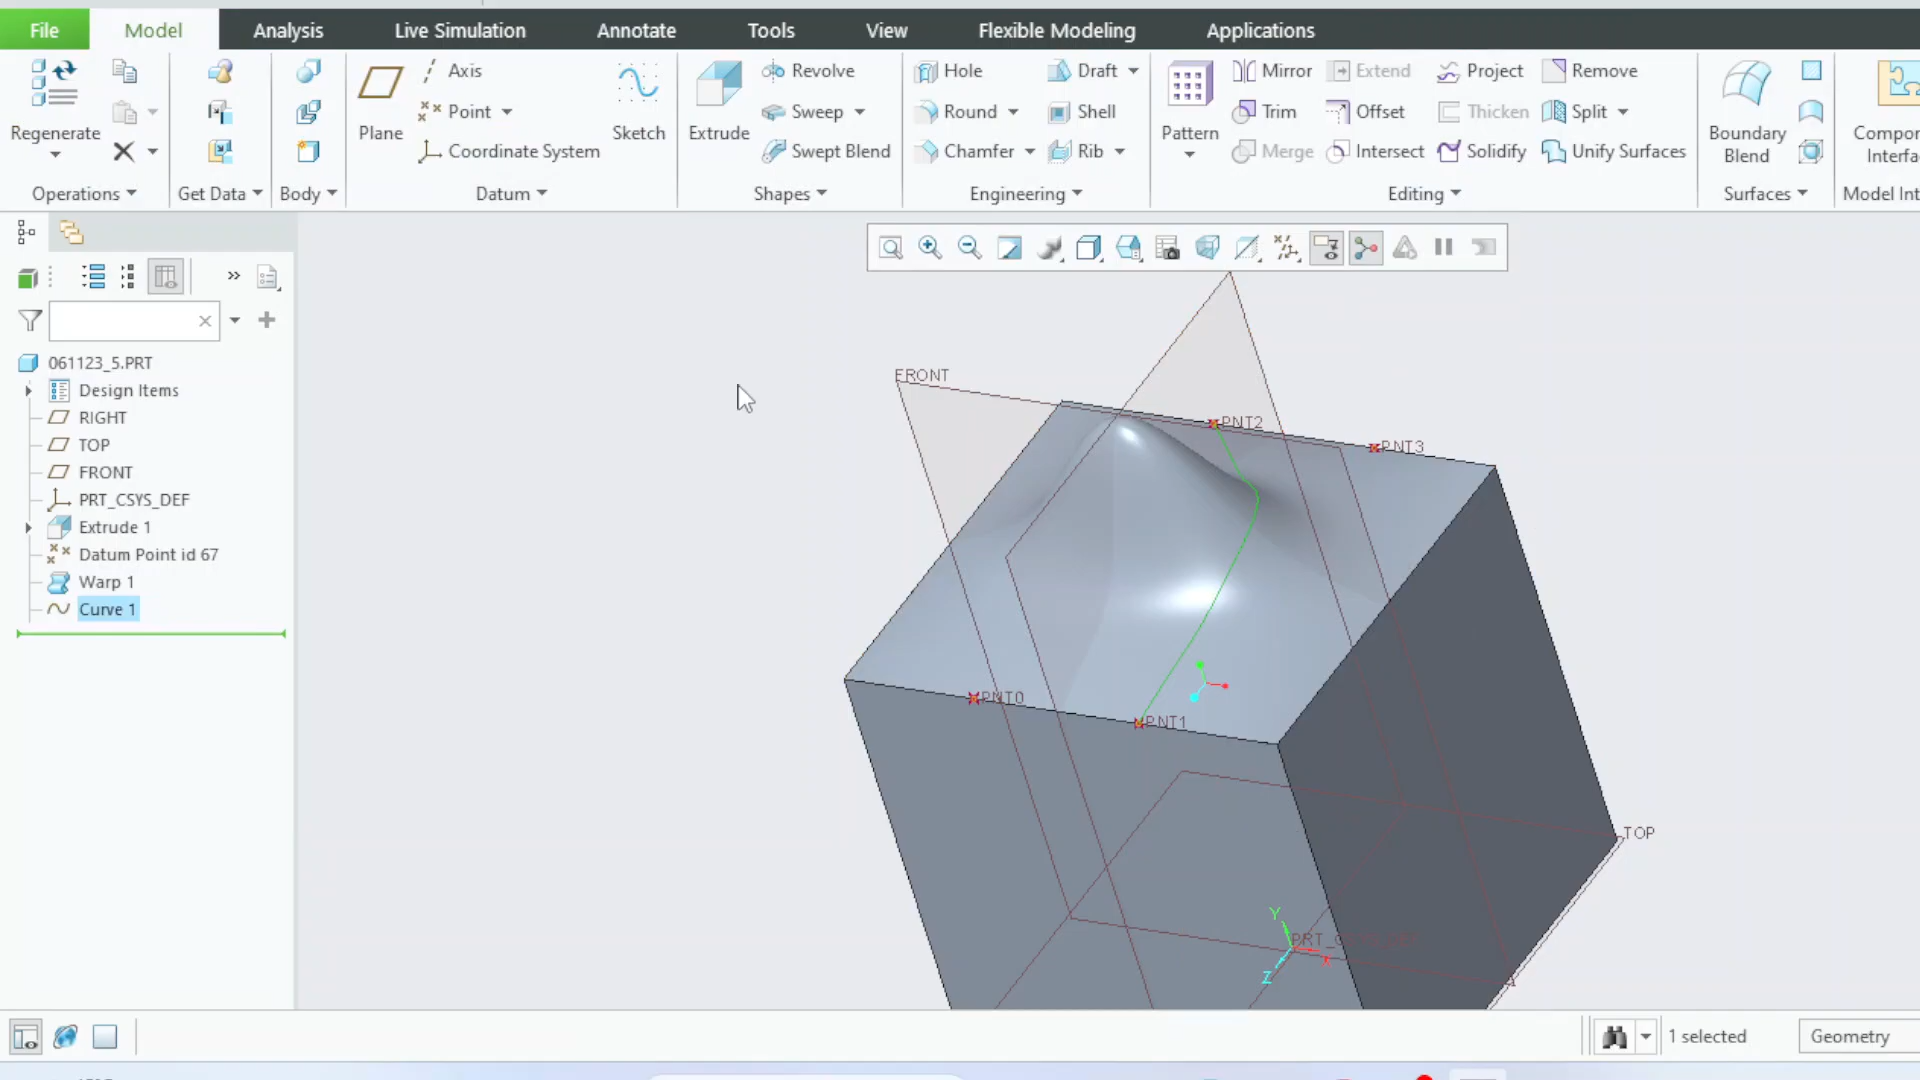 File Model Analysis Live Simulation Annotate Tools View Flexible Modeling Applications
Regenerate
Operations
Get Data
Body
Plane
Axis
Point
Coordinate System
Sketch
Datum
Extrude
Revolve
Sweep
Swept Blend
Shapes
Hole
Round
Chamfer
Draft
Shell
Rib
Engineering
Pattern
Mirror
Trim
Merge
Extend
Offset
Intersect
Project
Thicken
Solidify
Remove
Split
Unify Surfaces
Editing
Boundary
Blend
Surfaces
Compor
Interfa
Model Int
061123_5.PRT
Design Items
RIGHT
TOP
FRONT
PRT_CSYS_DEF
Extrude 1
Datum Point id 67
Warp 1
Curve 1
FRONT
PNT2
PNT3
PNT0
PNT1
TOP
Y
X
Z
1 selected
Geometry